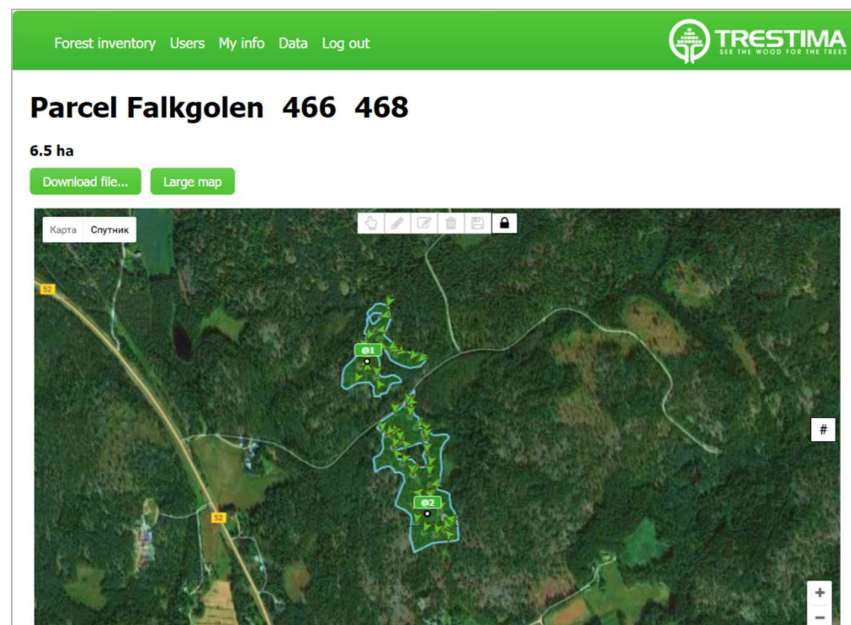 Forest inventory Users My info Data Log out
TRESTIMA
SEE THE WOOD FOR THE TREES
Parcel Falkgolen 466 468
6.5 ha
Download file... Large map
Карта Спутник
52
@1
#
@2
52
+
−